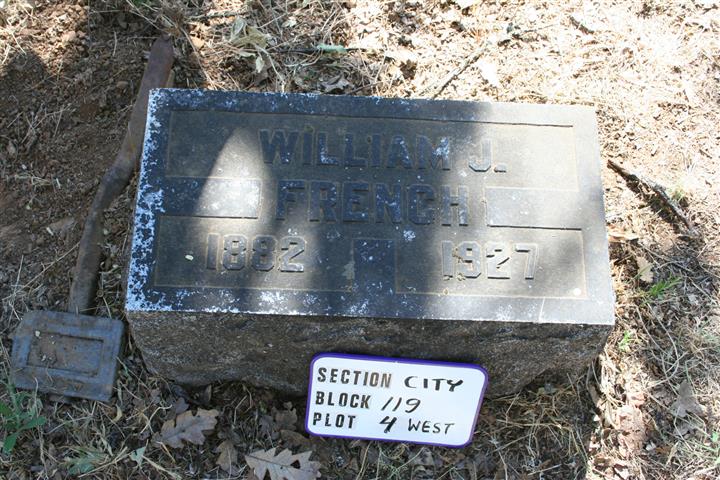 WILLIAM J.
FRENCH
1882 1927
SECTION CITY
BLOCK 119
PLOT 4 WEST